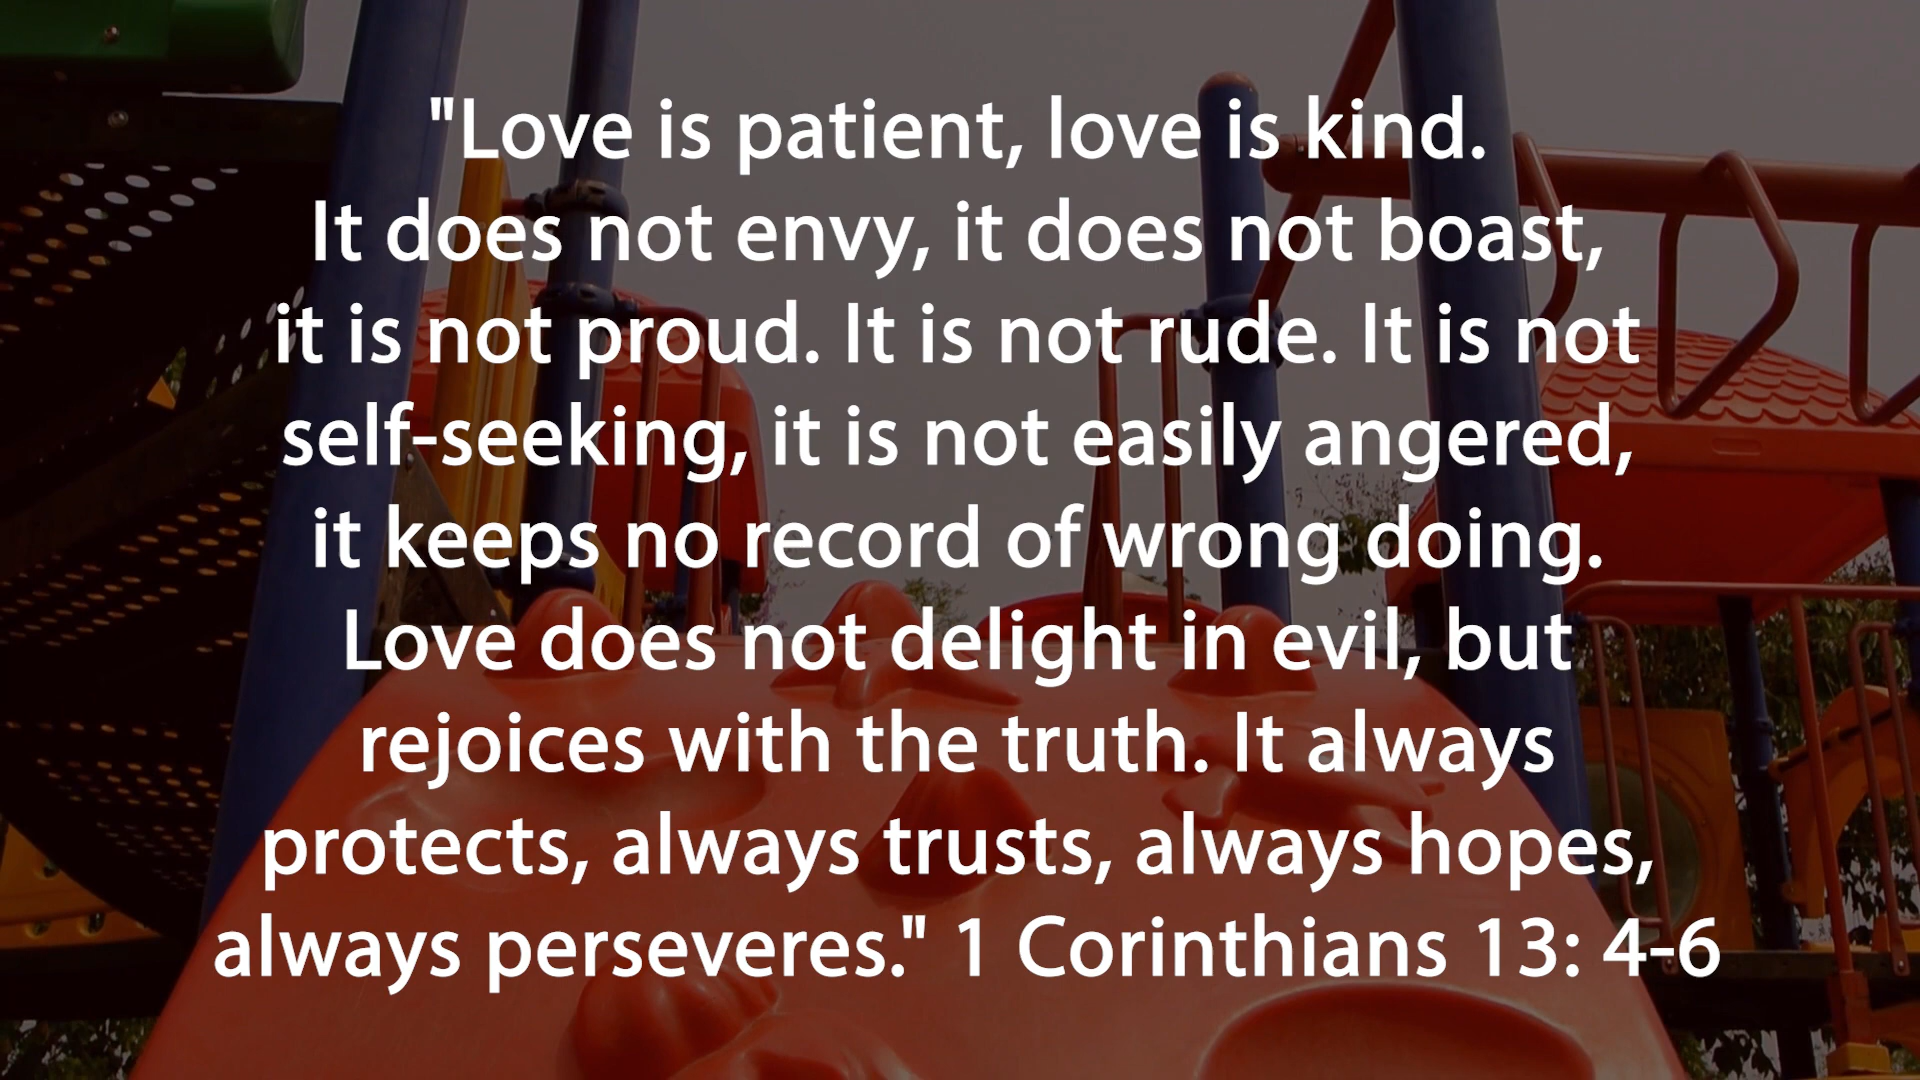 "Love is patient, love is kind.
It does not envy, it does not boast,
it is not proud. It is not rude. It is not
self-seeking, it is not easily angered,
it keeps no record of wrong doing.
Love does not delight in evil, but
rejoices with the truth. It always
protects, always trusts, always hopes,
always perseveres." 1 Corinthians 13: 4-6